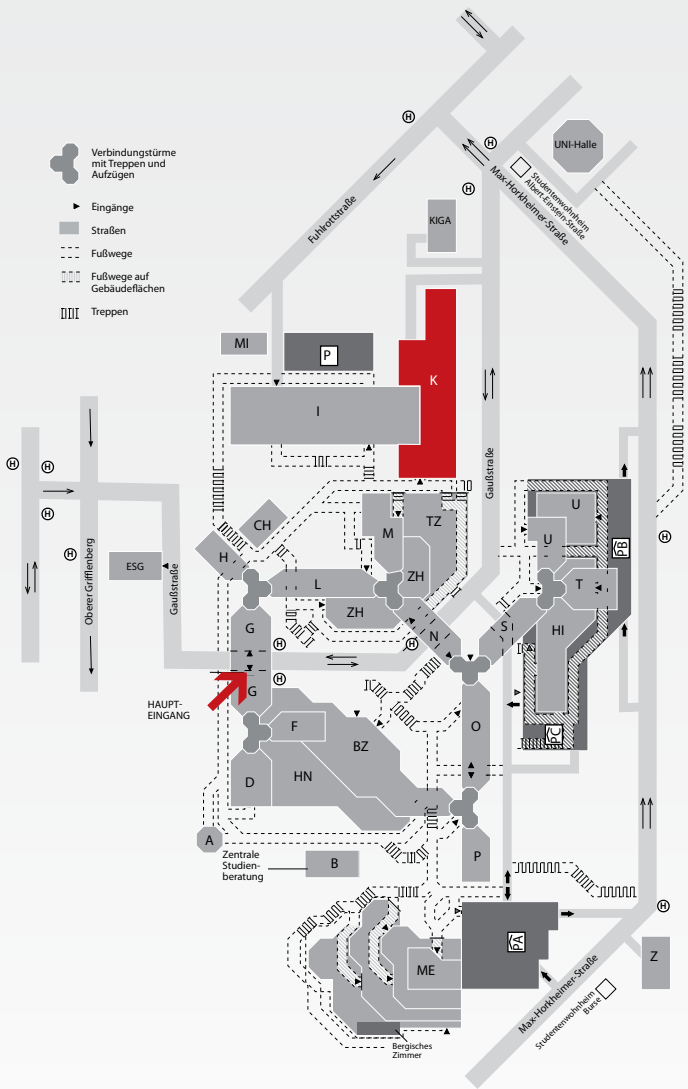 H
H
UNI-Halle
Verbindungstürme
mit Treppen und
Aufzügen
Eingänge
Straßen
Fußwege
Fußwege auf
Gebäudeflächen
Treppen
Fuhlrottstraße
H
KIGA
Max-Horkheimer-Straße
Studentenwohnheim
Albert-Einstein-Straße
MI
P
K
I
Gaußstraße
H
H
H
H
Oberer Grifflenberg
ESG
Gaußstraße
CH
H
M
TZ
ZH
L
ZH
N
G
H
H
H
G
HAUPT-
EINGANG
U
U
PB
H
T
S
HI
PC
O
F
BZ
D
HN
A
Zentrale
Studien-
beratung
B
P
H
PA
Z
ME
Max-Horkheimer-Straße
Studentenwohnheim
Burse
Bergisches
Zimmer